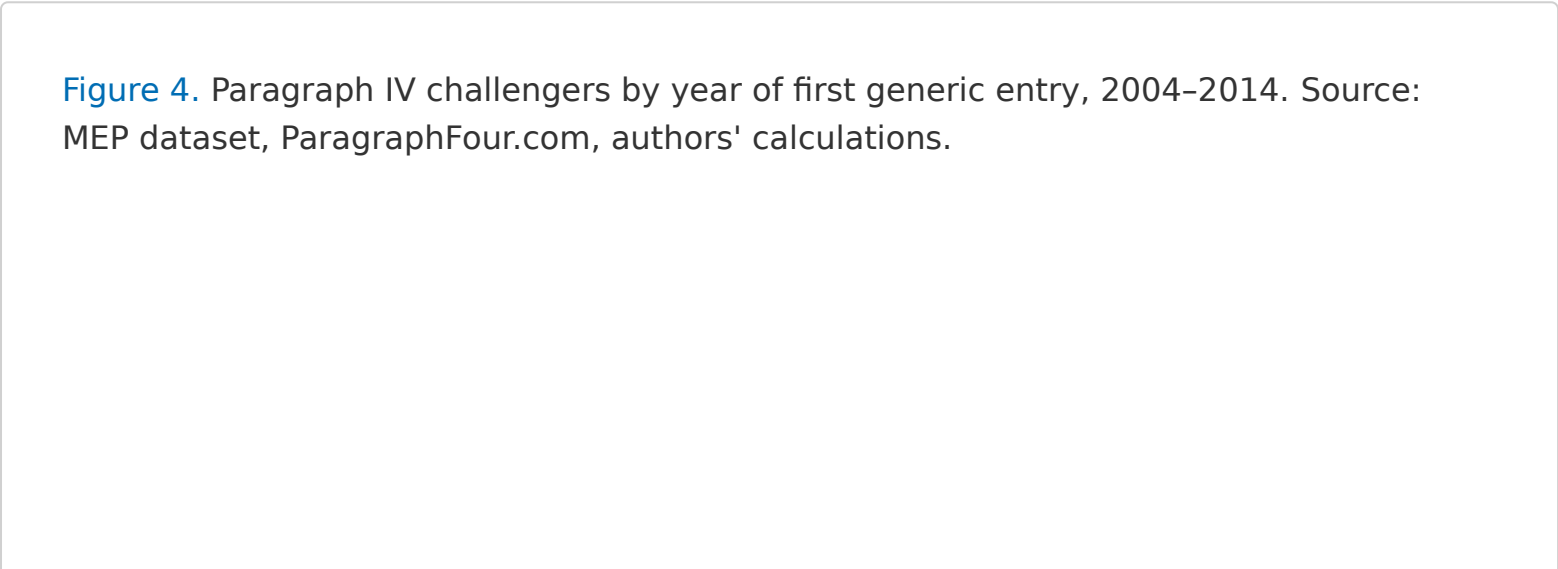 Figure 4. Paragraph IV challengers by year of first generic entry, 2004–2014. Source:
MEP dataset, ParagraphFour.com, authors' calculations.